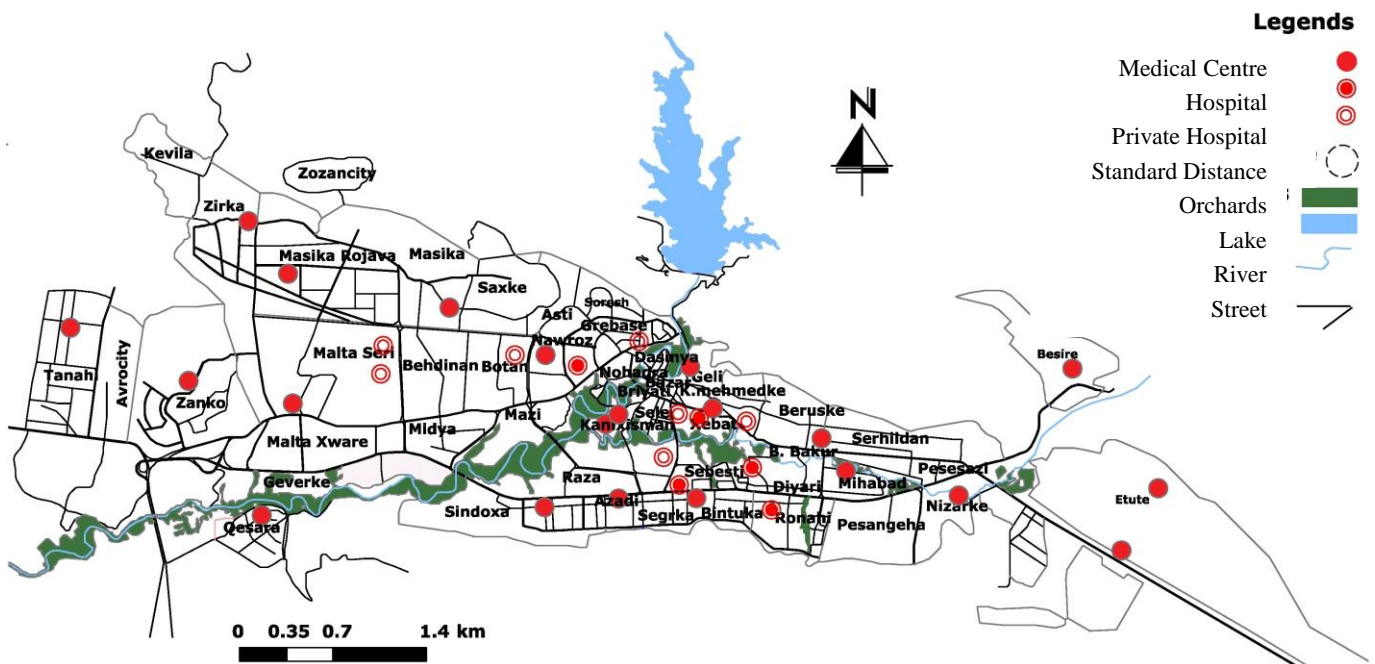 Legends
Medical Centre
Hospital
Private Hospital
Standard Distance
Orchards
Lake
River
Street
N
Kevila
Zozancity
Zirka
Masika Rojava
Masika
Saxke
Soresh
Asti
Grebase
Nawroz
Dasinya
Malta Seri
Behdinan
Botan
Nohadra
Bazar
Geli
Besire
Tanahi
Avrocity
Zanko
Briyati
K.mehmedke
Mazi
Sele
Beruske
Malta Xware
Midya
Xebat
Serhildan
B. Bakur
Raza
Sebesti
Pesesazi
Geverke
Diyari
Mihabad
Etute
Sindoxa
Azadi
Segrka
Bintuka
Ronahi
Pesangeha
Nizarke
Qesara
0 0.35 0.7 1.4 km